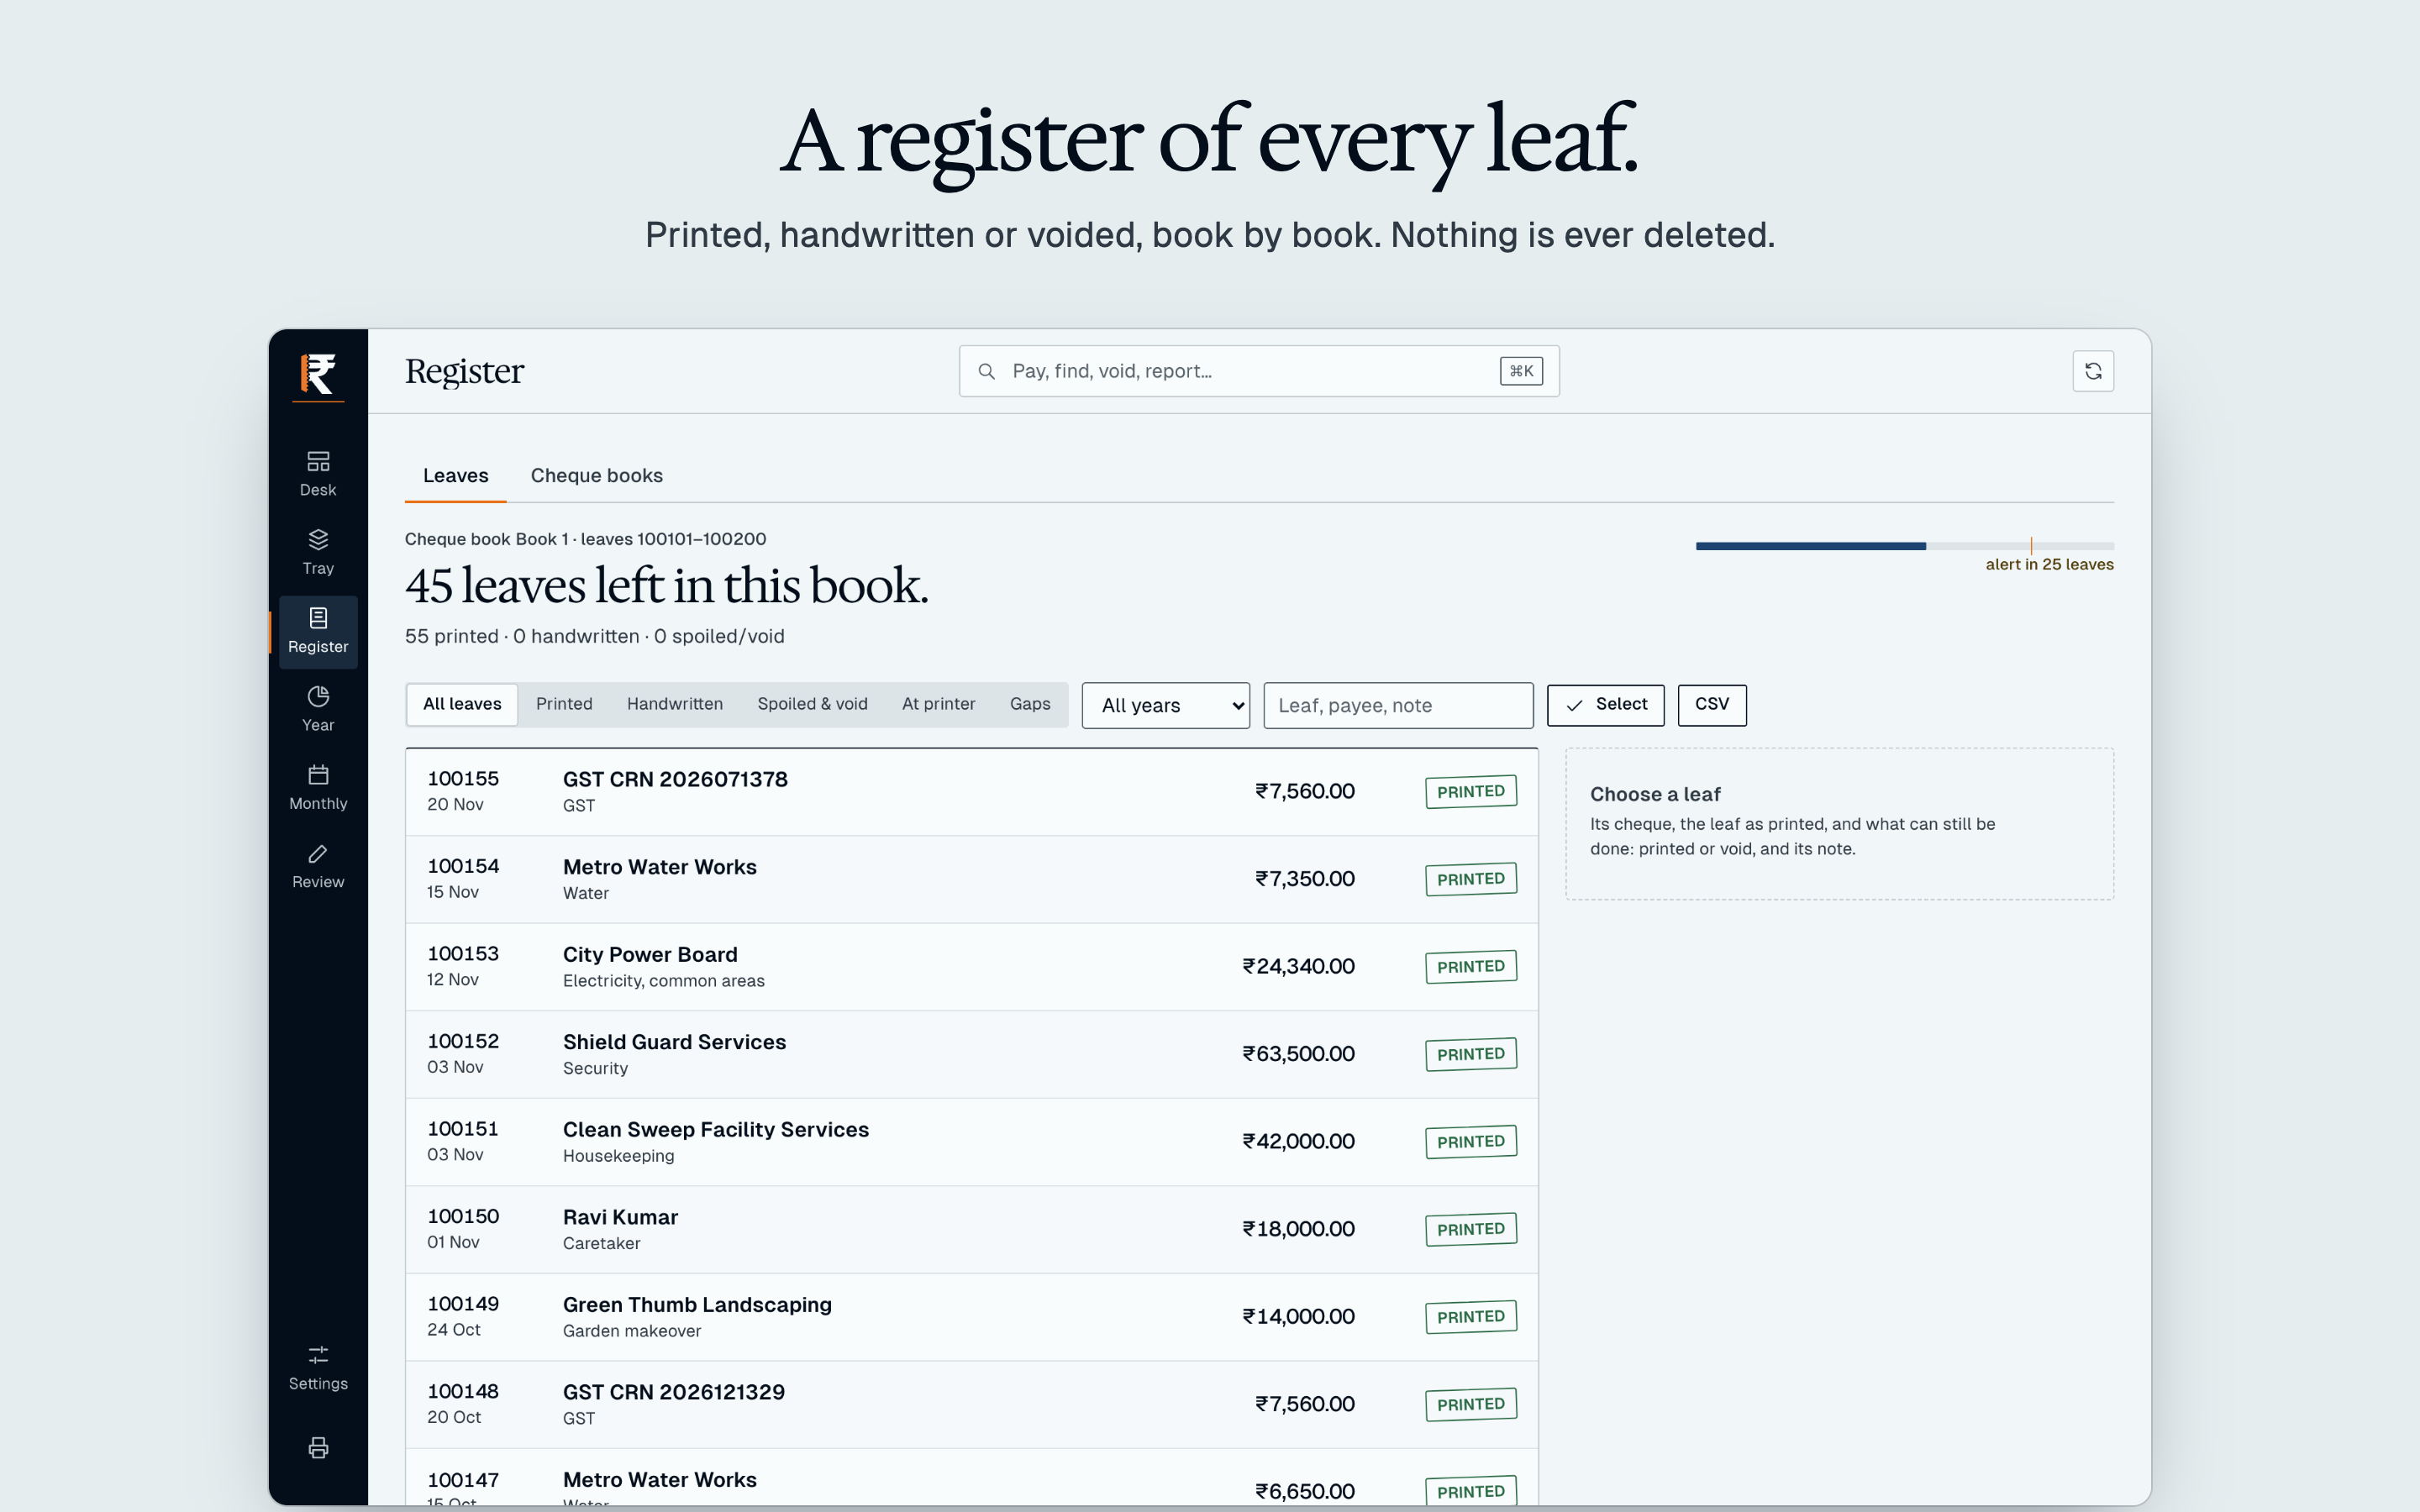 A register of every leaf.
Printed, handwritten or voided, book by book. Nothing is ever deleted.
Register
Pay, find, void, report...
⌘K
Desk
Tray
Register
Year
Monthly
Review
Settings
Leaves Cheque books
Cheque book Book 1 · leaves 100101–100200
45 leaves left in this book.
55 printed · 0 handwritten · 0 spoiled/void
alert in 25 leaves
All leaves Printed Handwritten Spoiled & void At printer Gaps All years Leaf, payee, note Select CSV
100155 GST CRN 2026071378 ₹7,560.00 PRINTED
20 Nov GST
100154 Metro Water Works ₹7,350.00 PRINTED
15 Nov Water
100153 City Power Board ₹24,340.00 PRINTED
12 Nov Electricity, common areas
100152 Shield Guard Services ₹63,500.00 PRINTED
03 Nov Security
100151 Clean Sweep Facility Services ₹42,000.00 PRINTED
03 Nov Housekeeping
100150 Ravi Kumar ₹18,000.00 PRINTED
01 Nov Caretaker
100149 Green Thumb Landscaping ₹14,000.00 PRINTED
24 Oct Garden makeover
100148 GST CRN 2026121329 ₹7,560.00 PRINTED
20 Oct GST
100147 Metro Water Works ₹6,650.00 PRINTED
15 Oct Water
Choose a leaf
Its cheque, the leaf as printed, and what can still be
done: printed or void, and its note.